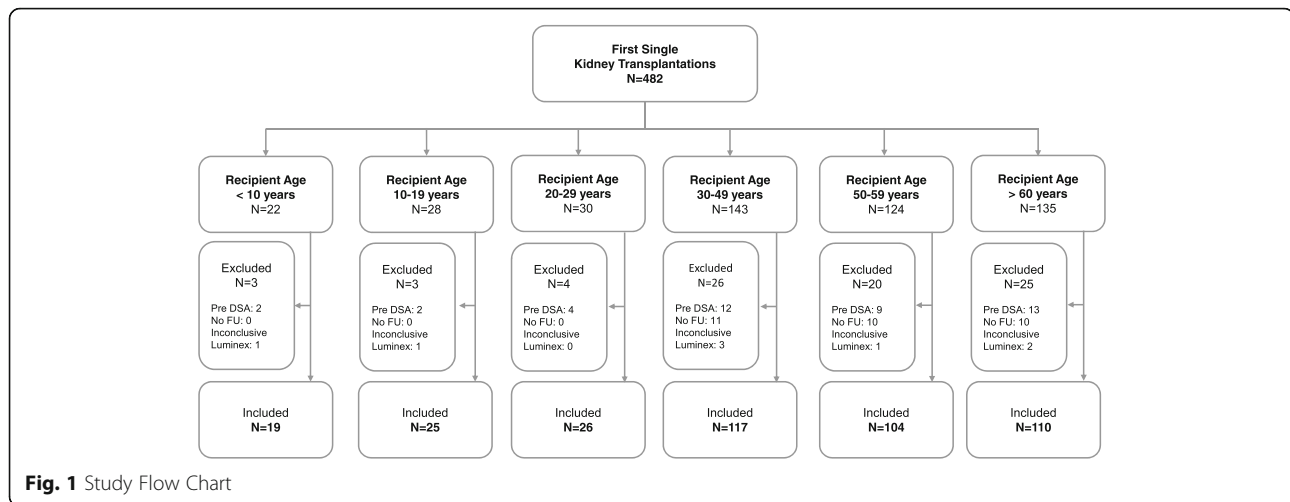 First Single
Kidney Transplantations
N=482
Recipient Age
< 10 years
N=22
Recipient Age
10-19 years
N=28
Recipient Age
20-29 years
N=30
Recipient Age
30-49 years
N=143
Recipient Age
50-59 years
N=124
Recipient Age
> 60 years
N=135
Excluded
N=3
Pre DSA: 2
No FU: 0
Inconclusive
Luminex: 1
Excluded
N=3
Pre DSA: 2
No FU: 0
Inconclusive
Luminex: 1
Excluded
N=4
Pre DSA: 4
No FU: 0
Inconclusive
Luminex: 0
Excluded
N=26
Pre DSA: 12
No FU: 11
Inconclusive
Luminex: 3
Excluded
N=20
Pre DSA: 9
No FU: 10
Inconclusive
Luminex: 1
Excluded
N=25
Pre DSA: 13
No FU: 10
Inconclusive
Luminex: 2
Included
N=19
Included
N=25
Included
N=26
Included
N=117
Included
N=104
Included
N=110
Fig. 1 Study Flow Chart